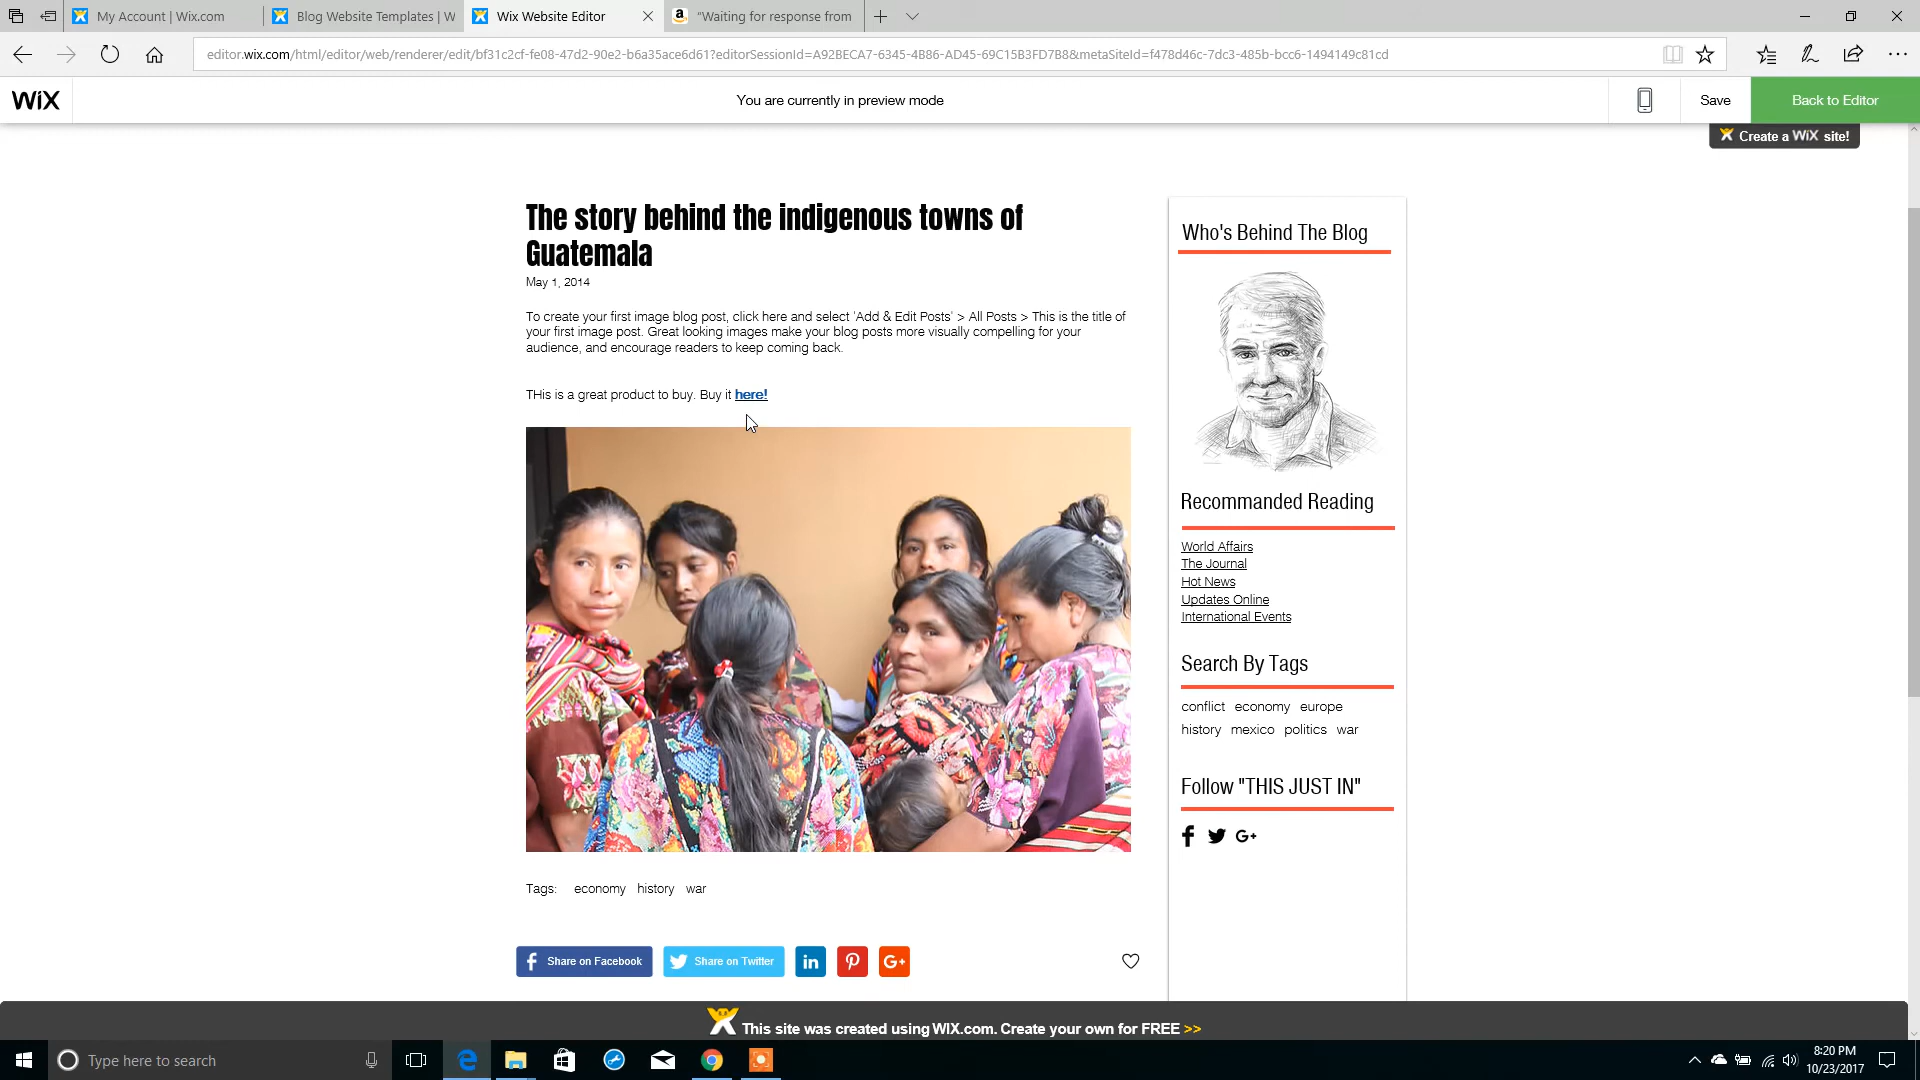 My Account | Wix.com
Blog Website Templates | W
Wix Website Editor
"Waiting for response from
editor.wix.com/html/editor/web/renderer/edit/bf31c2cf-fe08-47d2-90e2-b6a35ace6d61?editorSessionId=A92BECA7-6345-4B86-AD45-69C15B3FD7B8&metaSiteId=f478d46c-7dc3-485b-bcc6-1494149c81cd
WiX
You are currently in preview mode
Save
Back to Editor
Create a WiX site!
The story behind the indigenous towns of
Guatemala
May 1, 2014
To create your first image blog post, click here and select 'Add & Edit Posts' > All Posts > This is the title of
your first image post. Great looking images make your blog posts more visually compelling for your
audience, and encourage readers to keep coming back.
THis is a great product to buy. Buy it here!
Tags: economy history war
Share on Facebook
Share on Twitter
in
G+
Who's Behind The Blog
Recommanded Reading
World Affairs
The Journal
Hot News
Updates Online
International Events
Search By Tags
conflict economy europe
history mexico politics war
Follow "THIS JUST IN"
G+
This site was created using WIX.com. Create your own for FREE >>
Type here to search
8:20 PM
10/23/2017